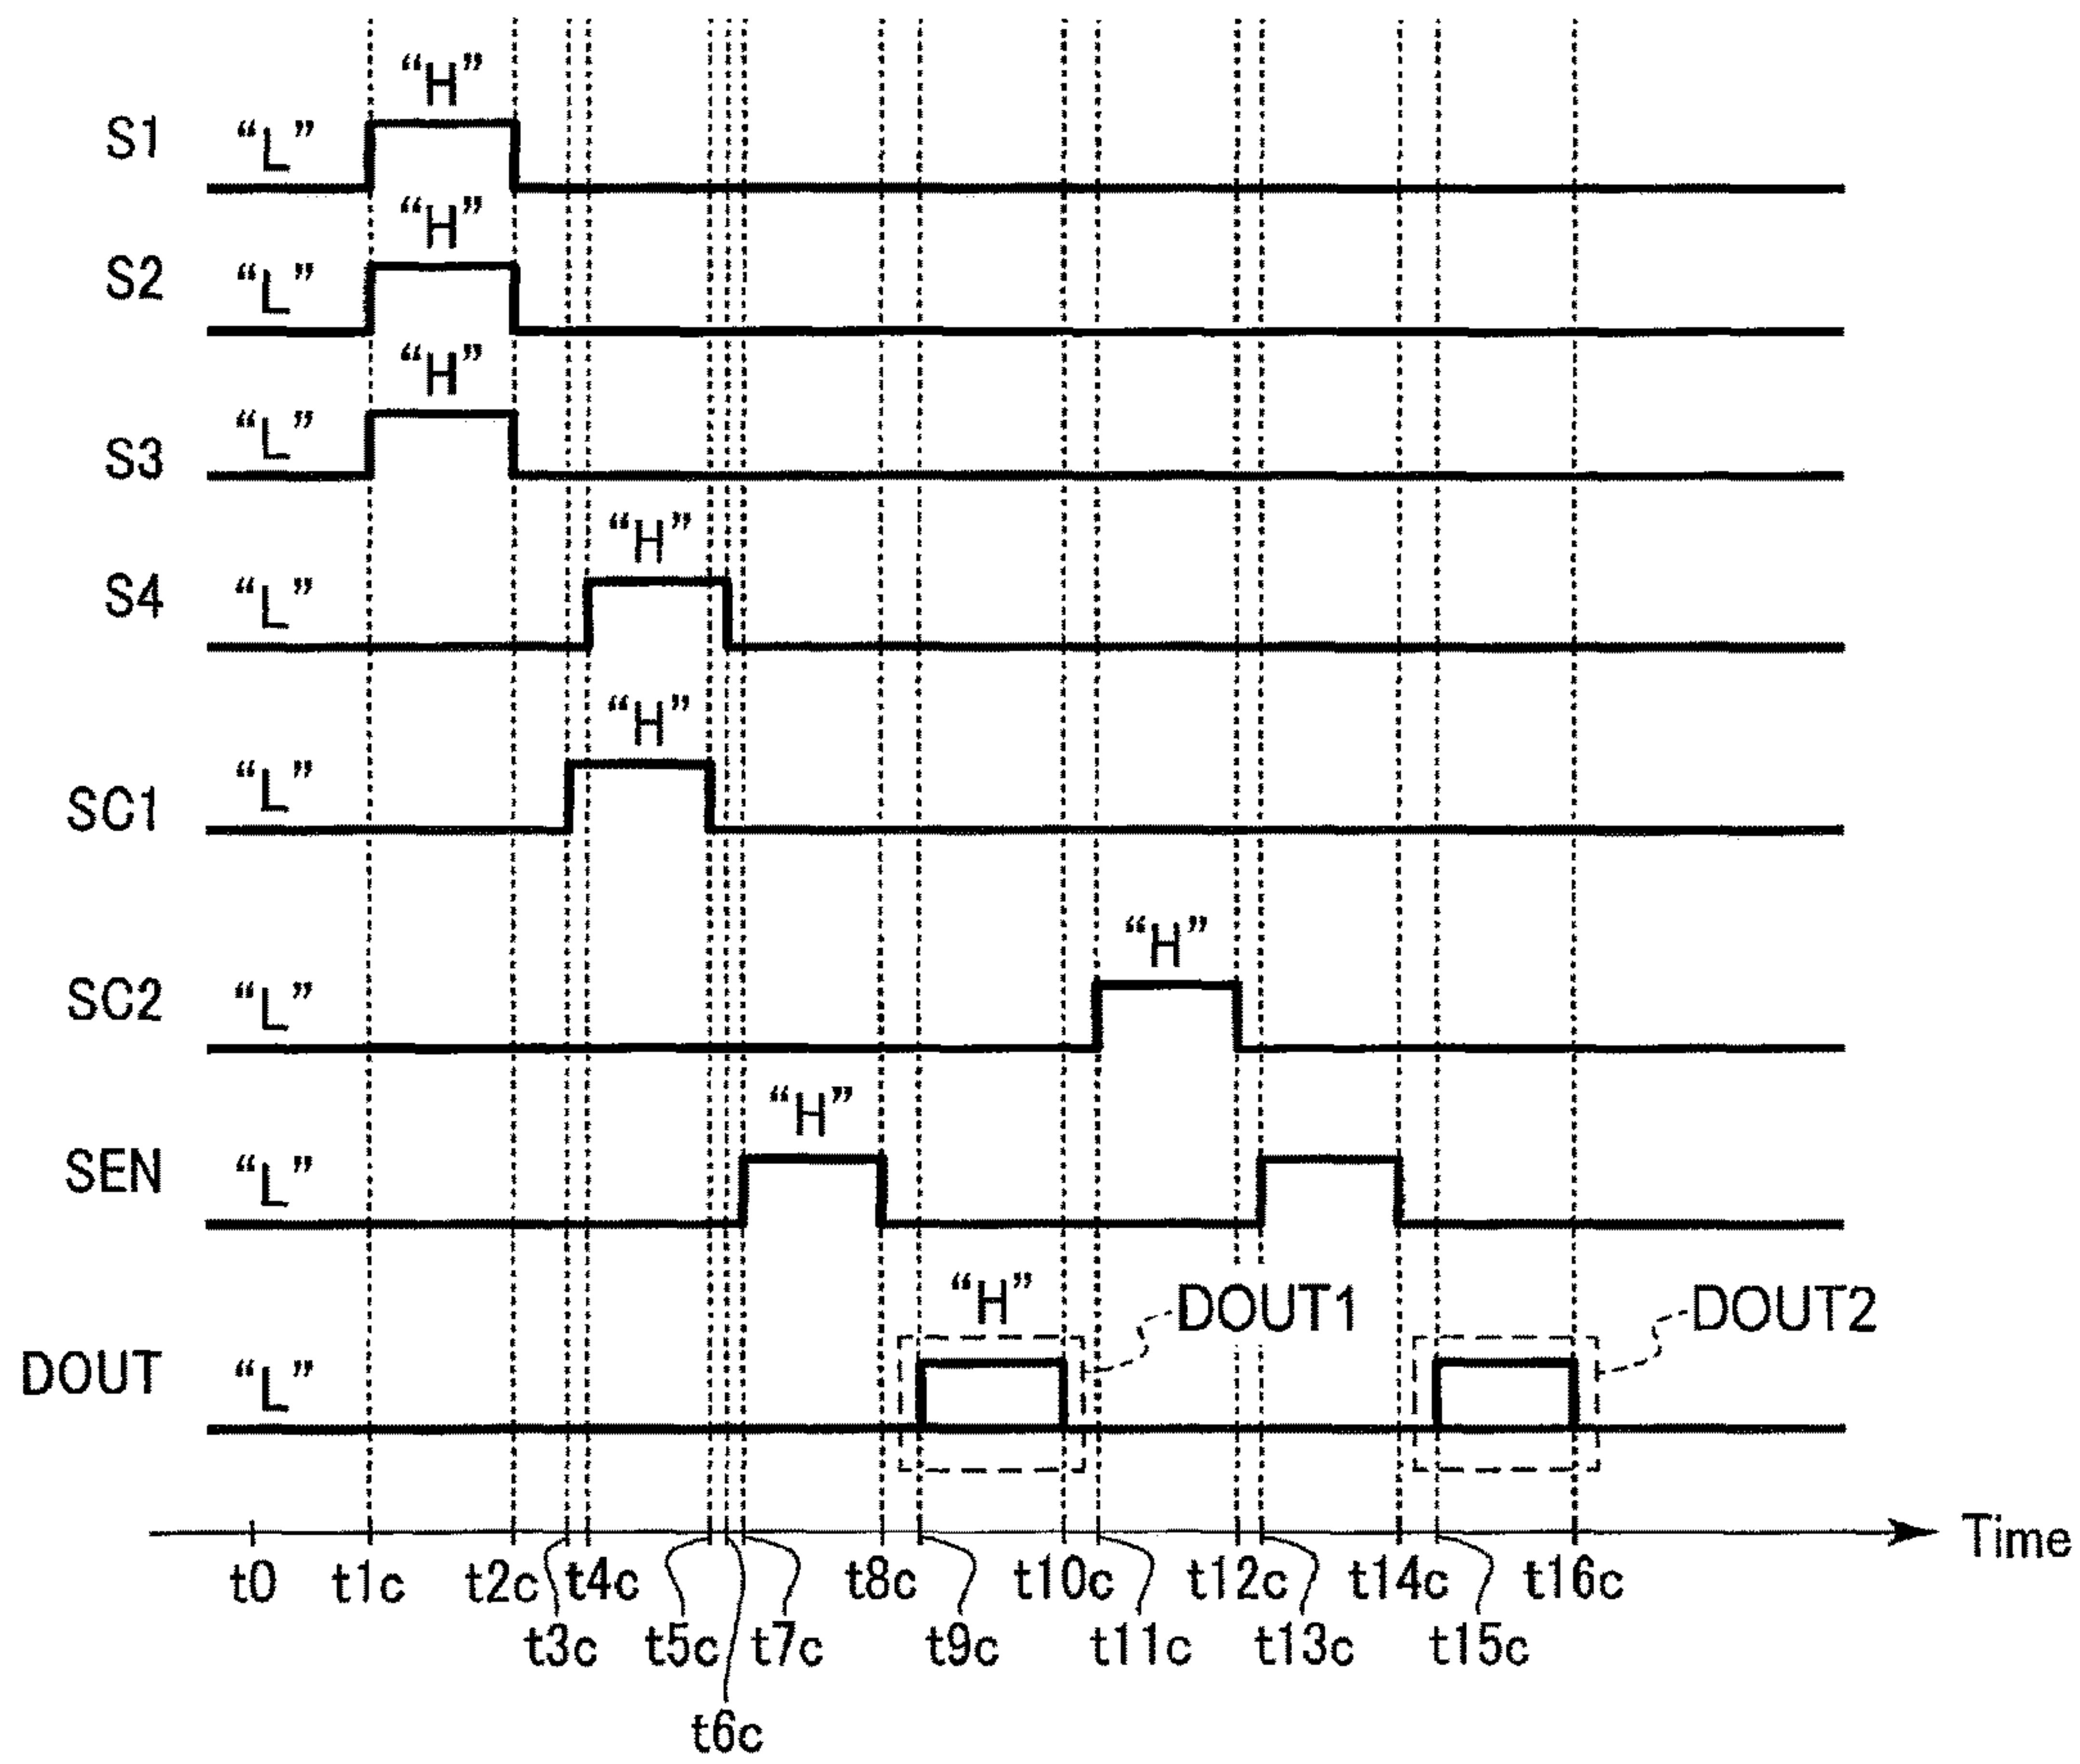 “H”
S1 “L”
“H”
S2 “L”
“H”
S3 “L”
“H”
S4 “L”
“H”
SC1 “L”
“H”
SC2 “L”
“H”
SEN “L”
“H” DOUT1 DOUT2
DOUT “L”
Time
t0 t1c t2c t4c t8c t10c t12c t14c t16c
t3c t5c t7c t9c t11c t13c t15c
t6c